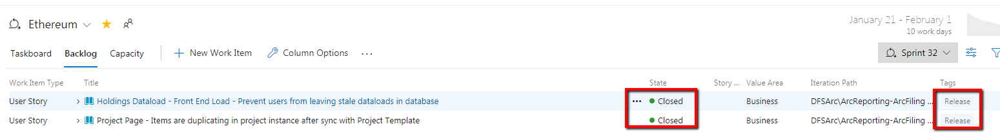 Ethereum
January 21 - February 1
10 work days
Taskboard Backlog Capacity New Work Item Column Options ... Sprint 32
Work Item Type Title State Story ... Value Area Iteration Path Tags
User Story Holdings Dataload - Front End Load - Prevent users from leaving stale dataloads in database ... Closed Business DFSArc\ArcReporting-ArcFiling ... Release
User Story Project Page - Items are duplicating in project instance after sync with Project Template Closed Business DFSArc\ArcReporting-ArcFiling ... Release